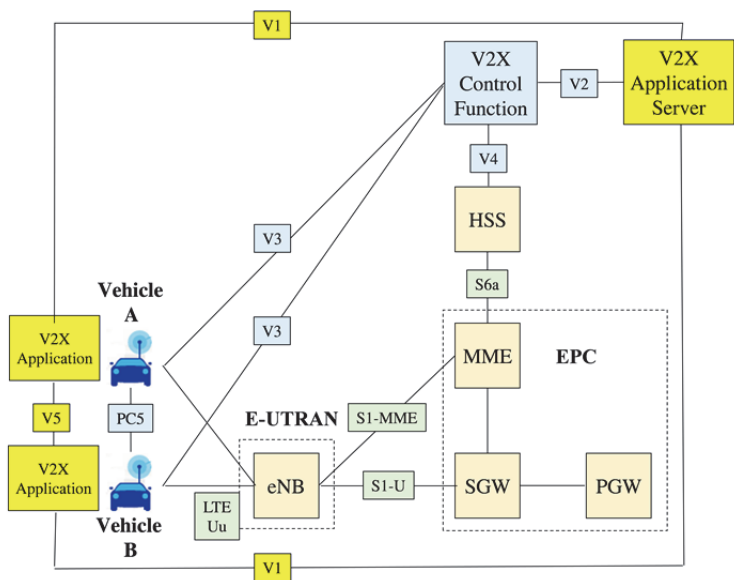 V1
V2X
Control
Function
V2
V2X
Application
Server
V4
HSS
V3
S6a
Vehicle
A
V3
V2X
Application
MME
EPC
V5
PC5
E-UTRAN
S1-MME
V2X
Application
eNB
S1-U
SGW
PGW
LTE
Uu
Vehicle
B
V1